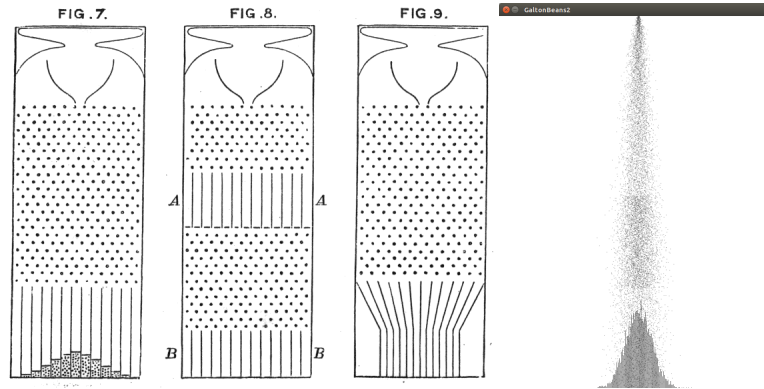 FIG.7.
FIG.8.
FIG.9.
GaltonBeans2
A
A
B
B